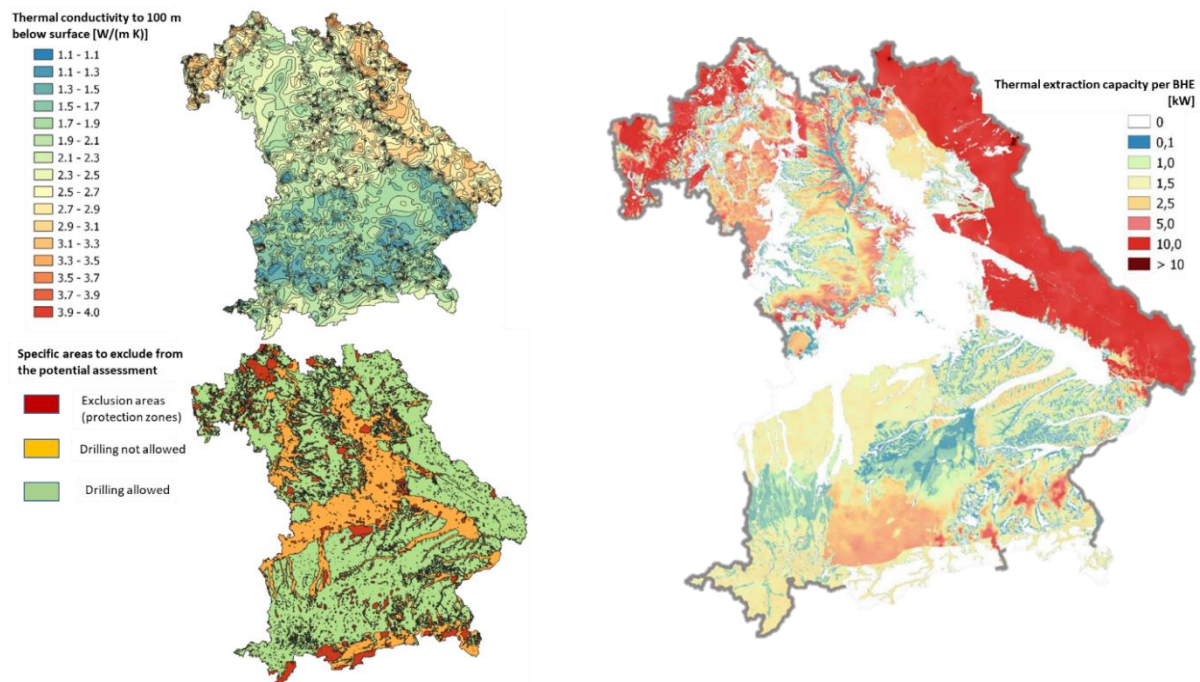 Thermal conductivity to 100 m
below surface [W/(m K)]
1.1 - 1.1
1.1 - 1.3
1.3 - 1.5
1.5 - 1.7
1.7 - 1.9
1.9 - 2.1
2.1 - 2.3
2.3 - 2.5
2.5 - 2.7
2.7 - 2.9
2.9 - 3.1
3.1 - 3.3
3.3 - 3.5
3.5 - 3.7
3.7 - 3.9
3.9 - 4.0
Specific areas to exclude from
the potential assessment
Exclusion areas
(protection zones)
Drilling not allowed
Drilling allowed
Thermal extraction capacity per BHE
[kW]
0
0,1
1,0
1,5
2,5
5,0
10,0
> 10